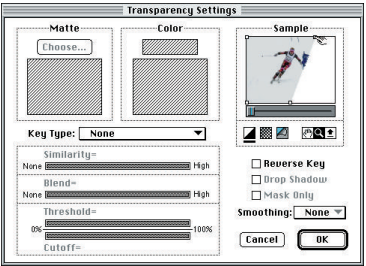 Transparency Settings
Matte
Color
Sample
Choose...
Key Type: None
Similarity=
None High
Blend=
None High
Threshold=
0% 100%
Cutoff=
Reverse Key
Drop Shadow
Mask Only
Smoothing: None
Cancel
OK